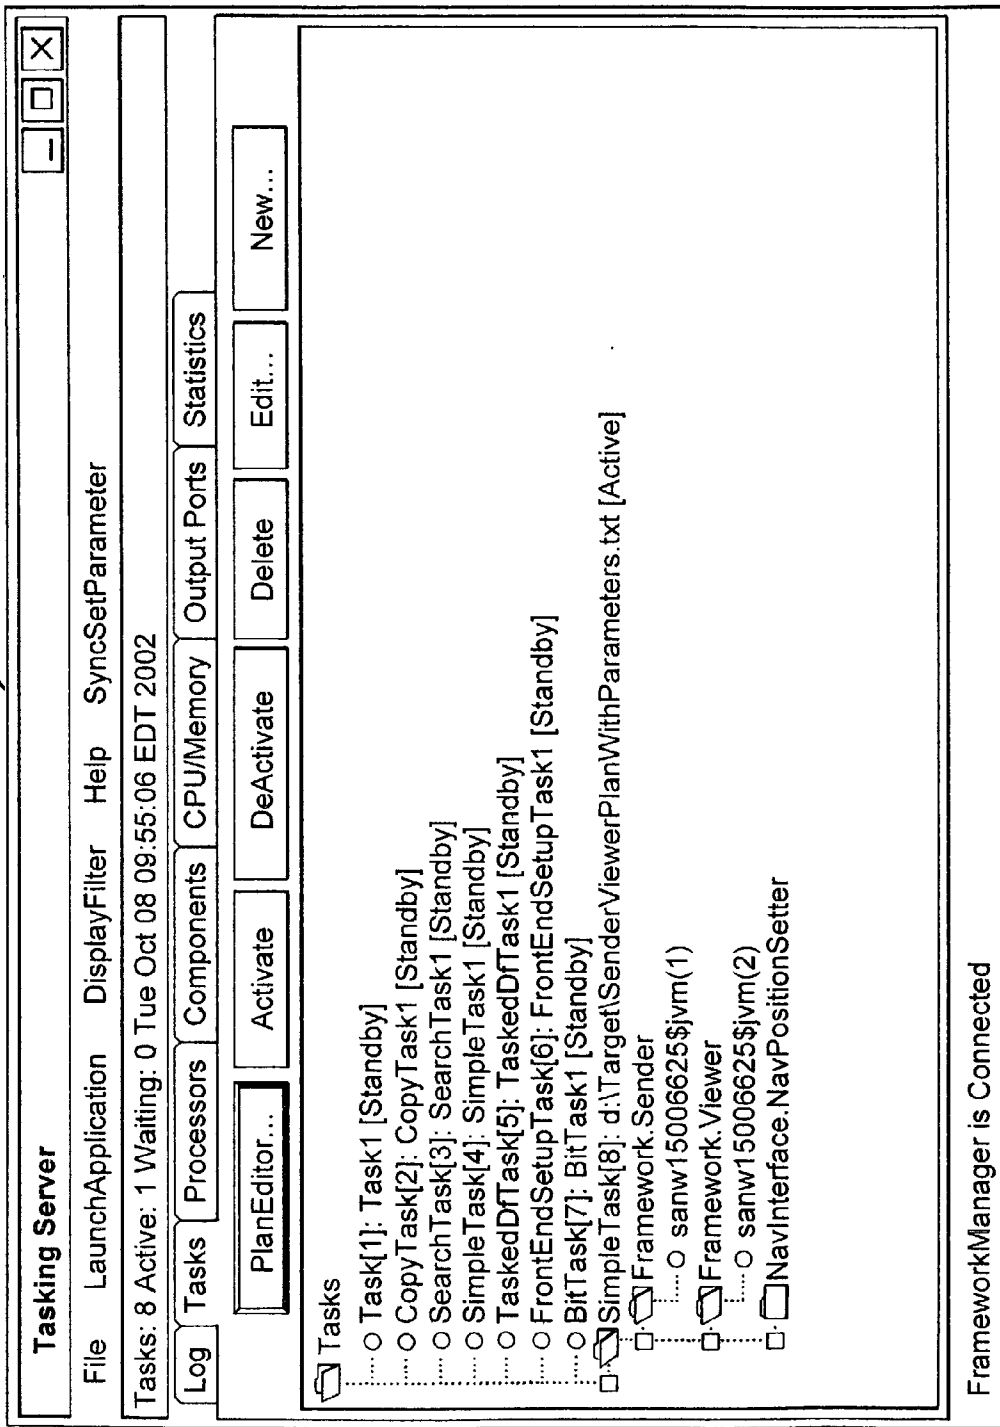 Tasking Server
File LaunchApplication DisplayFilter Help SyncSetParameter
Tasks: 8 Active: 1 Waiting: 0 Tue Oct 08 09:55:06 EDT 2002
Log Tasks Processors Components CPU/Memory Output Ports Statistics
PlanEditor... Activate DeActivate Delete Edit... New...
Tasks
Task[1]: Task1 [Standby]
CopyTask[2]: CopyTask1 [Standby]
SearchTask[3]: SearchTask1 [Standby]
SimpleTask[4]: SimpleTask1 [Standby]
TaskedDfTask[5]: TaskedDfTask1 [Standby]
FrontEndSetupTask[6]: FrontEndSetupTask1 [Standby]
BitTask[7]: BitTask1 [Standby]
SimpleTask[8]: d:\Target\SenderViewerPlanWithParameters.txt [Active]
Framework.Sender
sanw15006625$jvm(1)
Framework.Viewer
sanw15006625$jvm(2)
NavInterface.NavPositionSetter
FrameworkManager is Connected